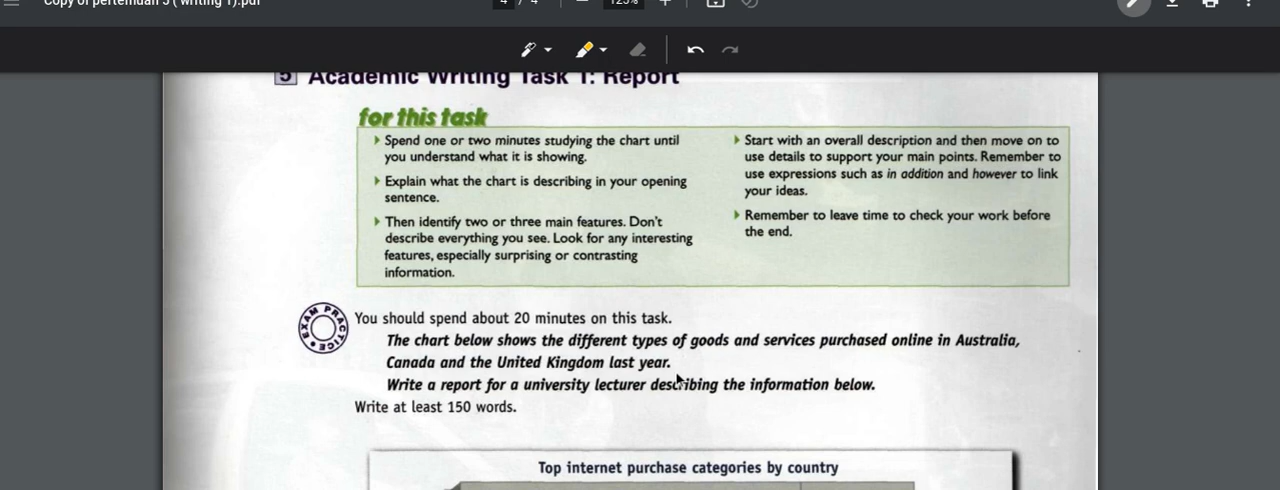 Copy of pertemuan 3 ( writing 1).pdf
4 / 4
125%
5 Academic Writing Task 1: Report
for this task
Spend one or two minutes studying the chart until
you understand what it is showing.
Explain what the chart is describing in your opening
sentence.
Then identify two or three main features. Don't
describe everything you see. Look for any interesting
features, especially surprising or contrasting
information.
Start with an overall description and then move on to
use details to support your main points. Remember to
use expressions such as in addition and however to link
your ideas.
Remember to leave time to check your work before
the end.
EXAM PRACTICE
You should spend about 20 minutes on this task.
The chart below shows the different types of goods and services purchased online in Australia,
Canada and the United Kingdom last year.
Write a report for a university lecturer describing the information below.
Write at least 150 words.
Top internet purchase categories by country